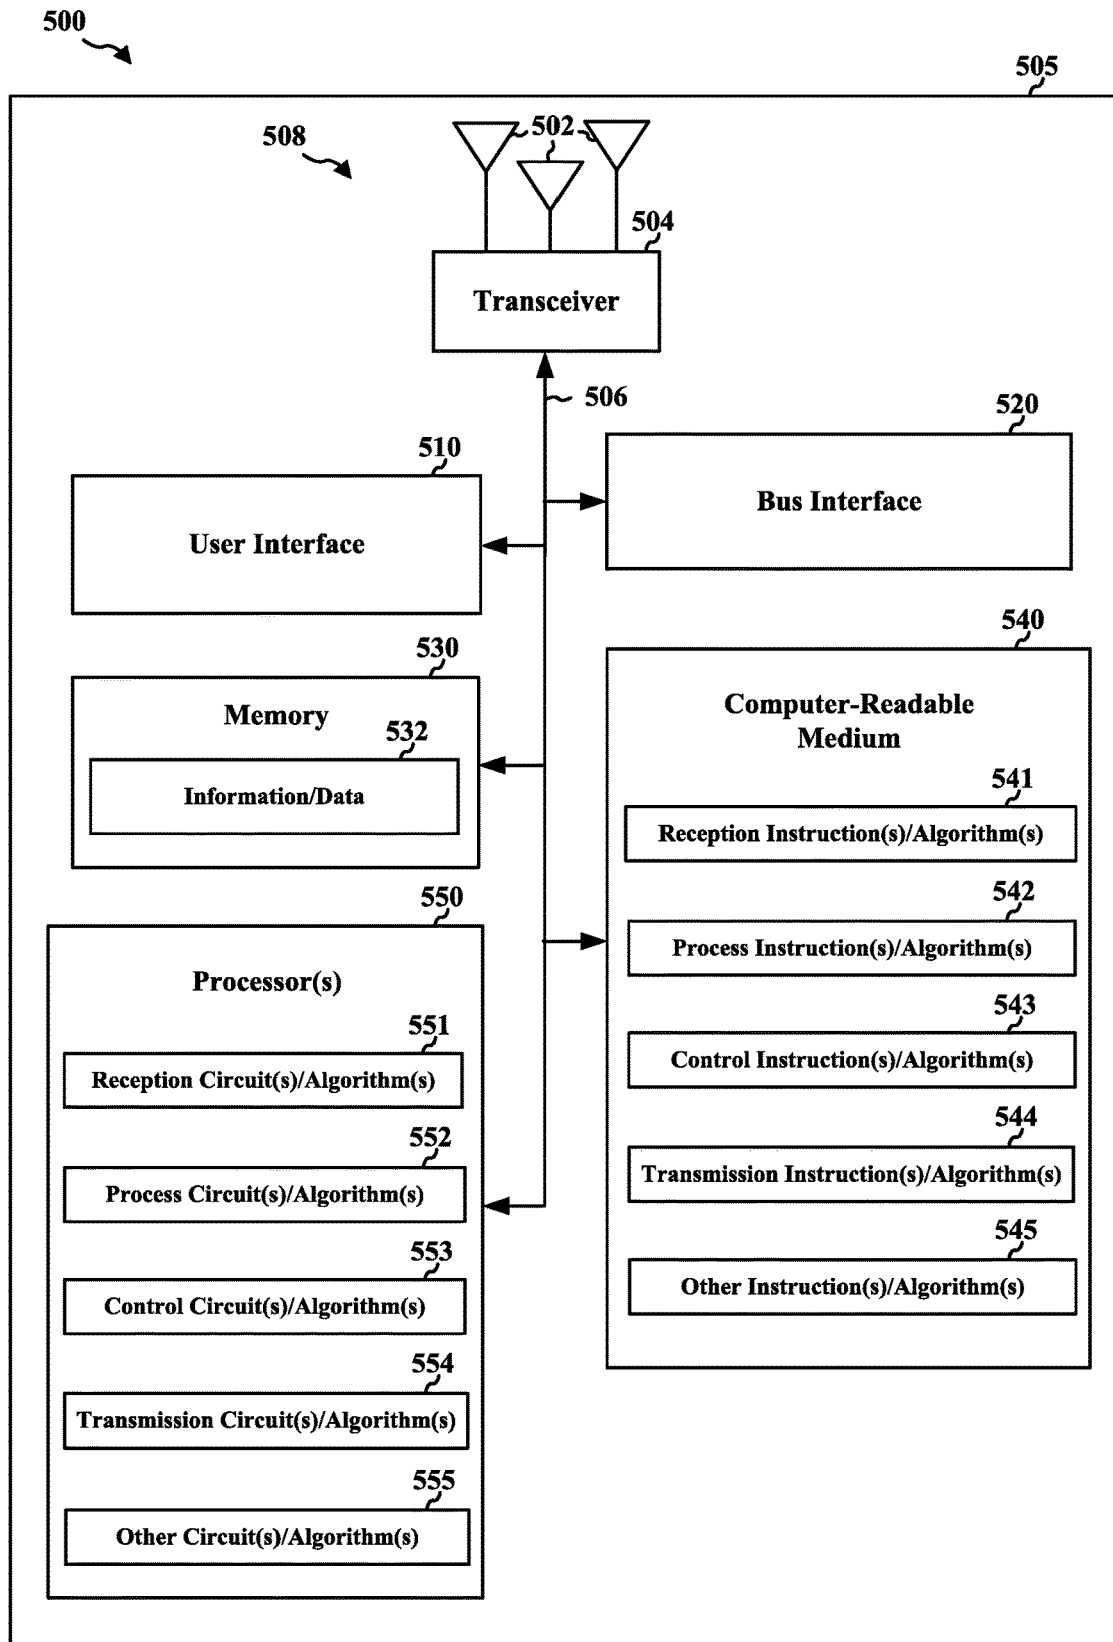 500
505
508
502
504
Transceiver
506
520
Bus Interface
510
User Interface
530
Memory
532
Information/Data
540
Computer-Readable
Medium
541
Reception Instruction(s)/Algorithm(s)
542
Process Instruction(s)/Algorithm(s)
543
Control Instruction(s)/Algorithm(s)
544
Transmission Instruction(s)/Algorithm(s)
545
Other Instruction(s)/Algorithm(s)
550
Processor(s)
551
Reception Circuit(s)/Algorithm(s)
552
Process Circuit(s)/Algorithm(s)
553
Control Circuit(s)/Algorithm(s)
554
Transmission Circuit(s)/Algorithm(s)
555
Other Circuit(s)/Algorithm(s)